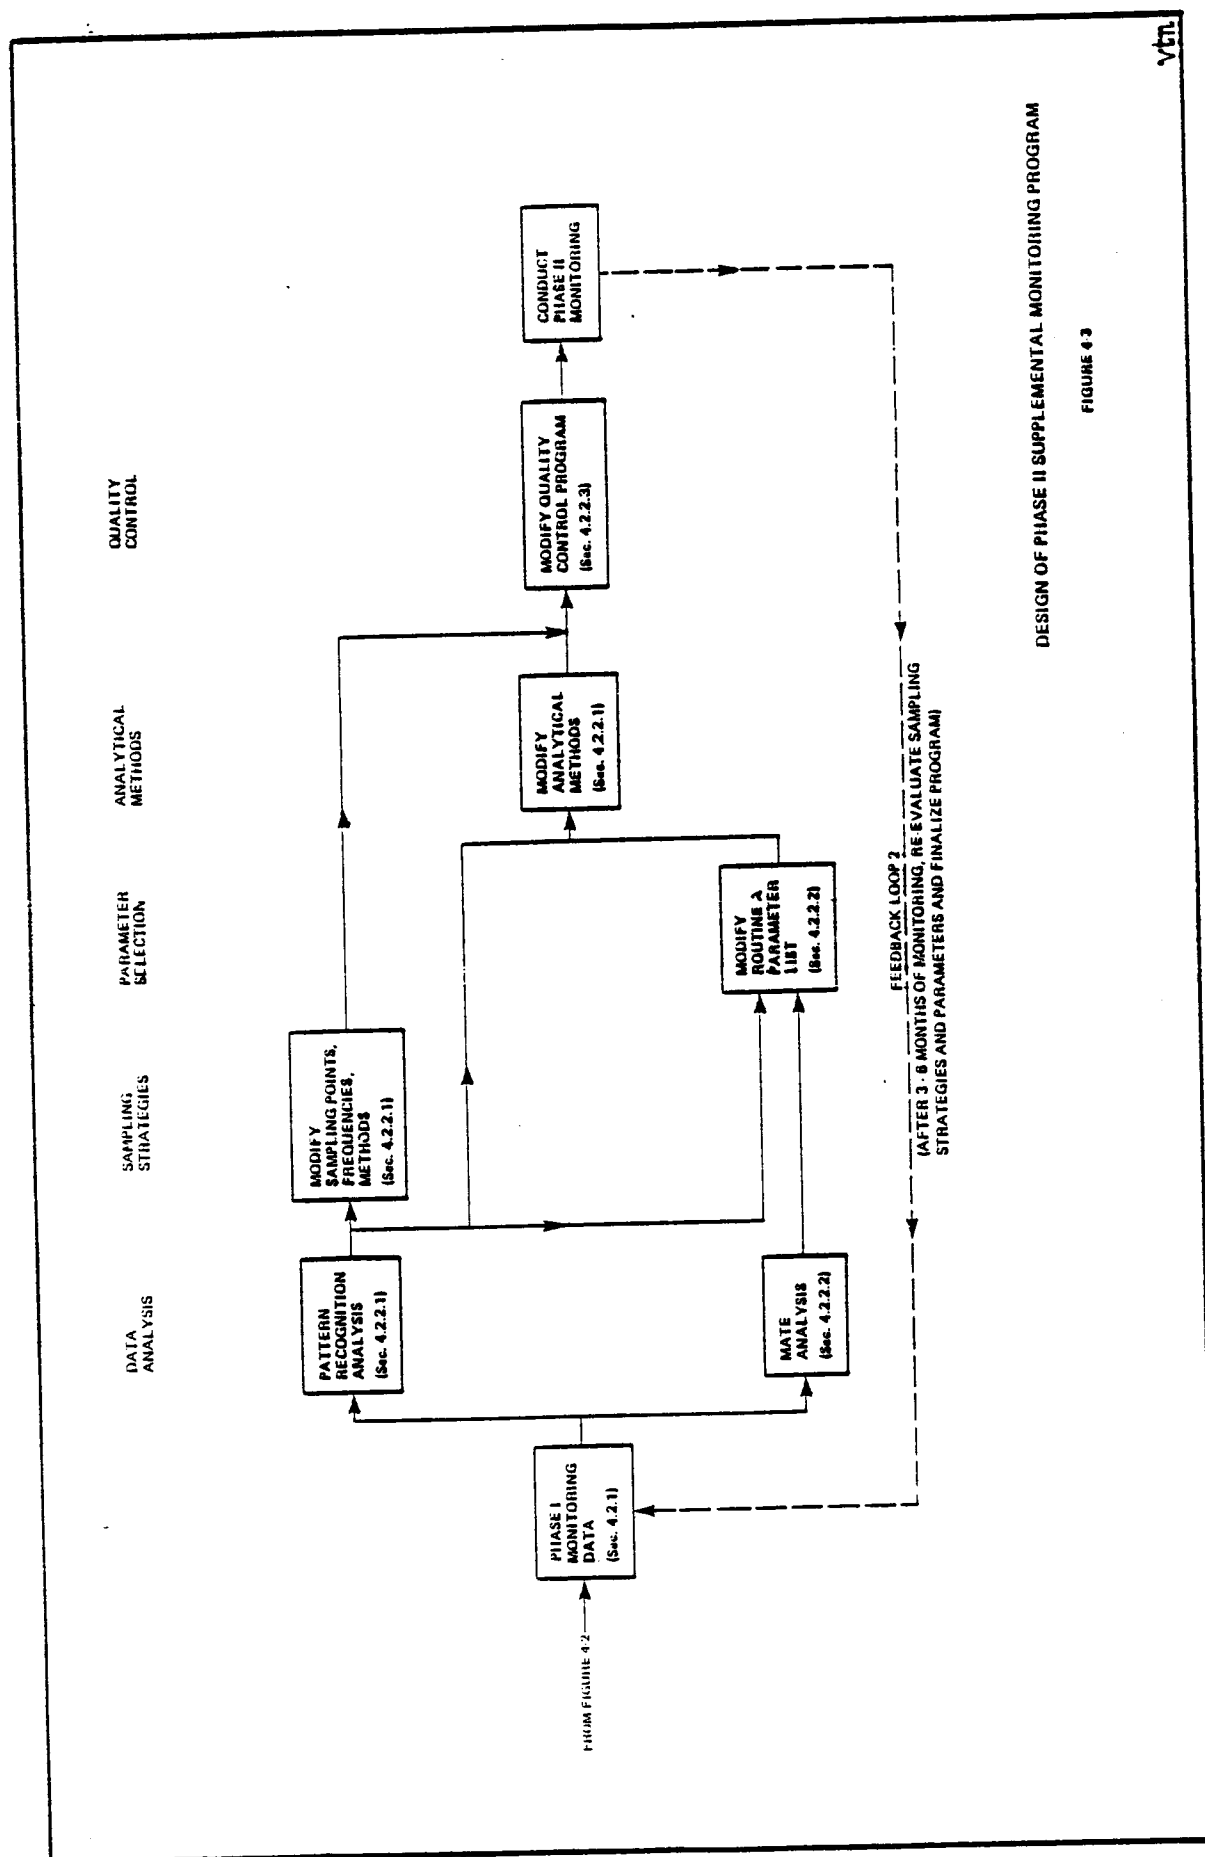 DATA
ANALYSIS
SAMPLING
STRATEGIES
PARAMETER
SELECTION
ANALYTICAL
METHODS
QUALITY
CONTROL
FROM FIGURE 4-2
PHASE I
MONITORING
DATA
(Sec. 4.2.1)
PATTERN
RECOGNITION
ANALYSIS
(Sec. 4.2.2.1)
MATE
ANALYSIS
(Sec. 4.2.2.2)
MODIFY
SAMPLING POINTS,
FREQUENCIES,
METHODS
(Sec. 4.2.2.1)
MODIFY
ROUTINE A
PARAMETER
LIST
(Sec. 4.2.2.2)
MODIFY
ANALYTICAL
METHODS
(Sec. 4.2.2.1)
MODIFY QUALITY
CONTROL PROGRAM
(Sec. 4.2.2.3)
CONDUCT
PHASE II
MONITORING
FEEDBACK LOOP 2
(AFTER 3 - 6 MONTHS OF MONITORING, RE-EVALUATE SAMPLING
STRATEGIES AND PARAMETERS AND FINALIZE PROGRAM)
DESIGN OF PHASE II SUPPLEMENTAL MONITORING PROGRAM
FIGURE 4-3
vtn